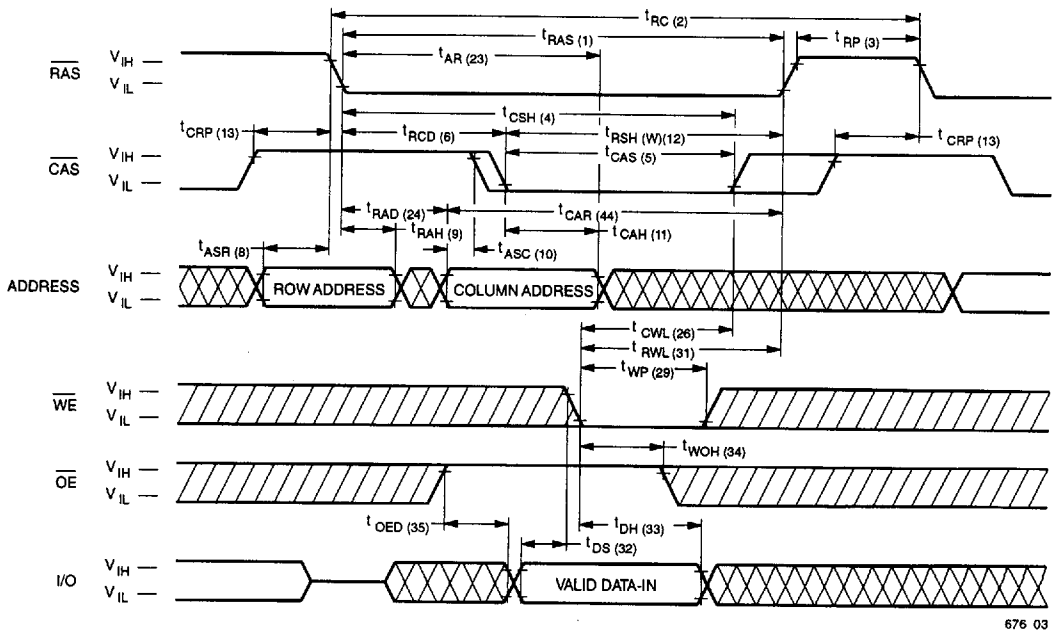 t RC (2)
t RAS (1)
t RP (3)
t AR (23)
RAS
V IH
V IL
t CSH (4)
t CRP (13)
t RCD (6)
t RSH (W)(12)
t CRP (13)
CAS
V IH
V IL
t CAS (5)
t RAD (24)
t CAR (44)
t RAH (9)
t CAH (11)
t ASR (8)
t ASC (10)
ADDRESS
V IH
V IL
ROW ADDRESS
COLUMN ADDRESS
t CWL (26)
t RWL (31)
t WP (29)
WE
V IH
V IL
t WOH (34)
OE
V IH
V IL
t OED (35)
t DH (33)
t DS (32)
I/O
V IH
V IL
VALID DATA-IN
676 03